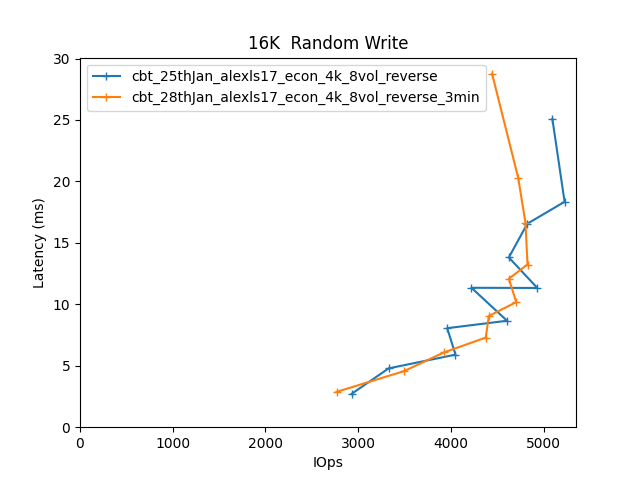 16K  Random Write
cbt_25thJan_alexls17_econ_4k_8vol_reverse
cbt_28thJan_alexls17_econ_4k_8vol_reverse_3min
Latency (ms)
30
25
20
15
10
5
0
0 1000 2000 3000 4000 5000
IOps